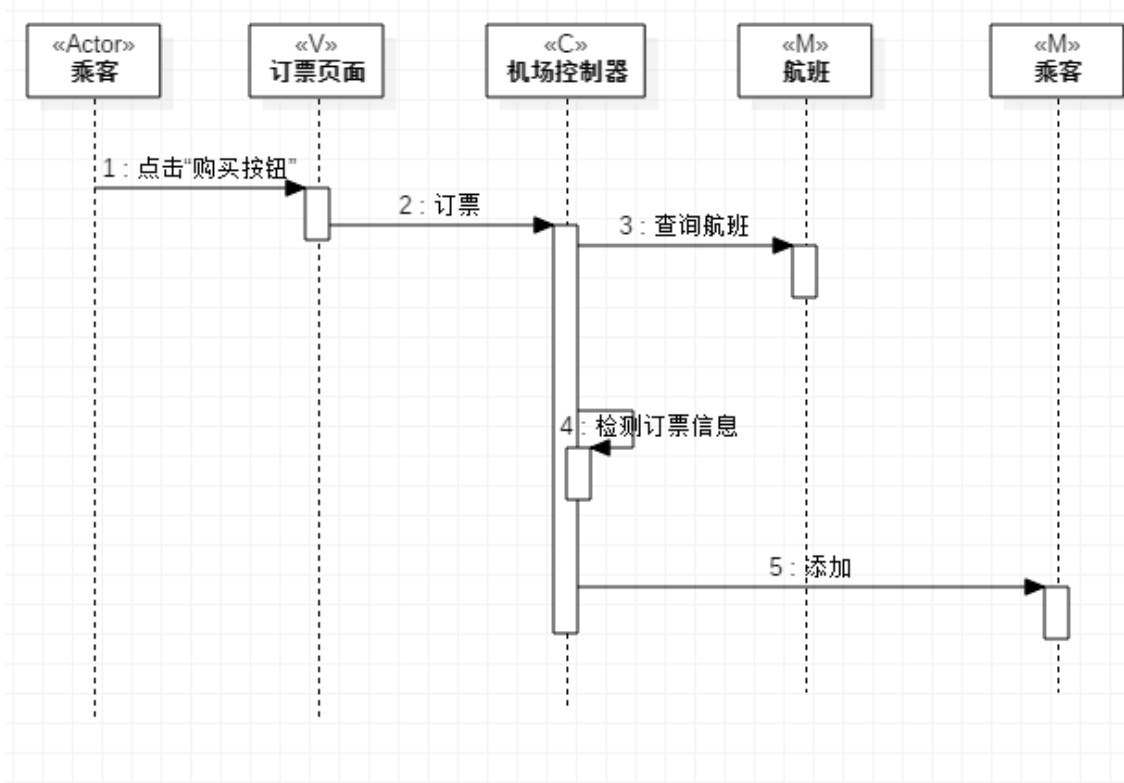 «Actor»
乘客
«V»
订票页面
«C»
机场控制器
«M»
航班
«M»
乘客
1 : 点击“购买按钮”
2 : 订票
3 : 查询航班
4 : 检测订票信息
5 : 添加